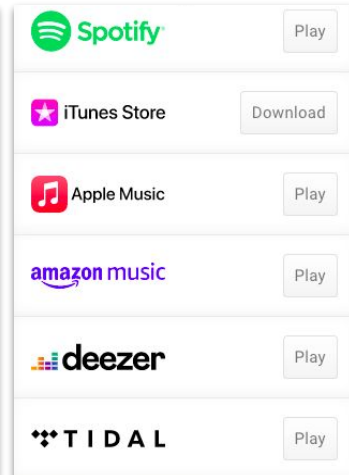 Spotify Play
iTunes Store Download
Apple Music Play
amazon music Play
deezer Play
TIDAL Play